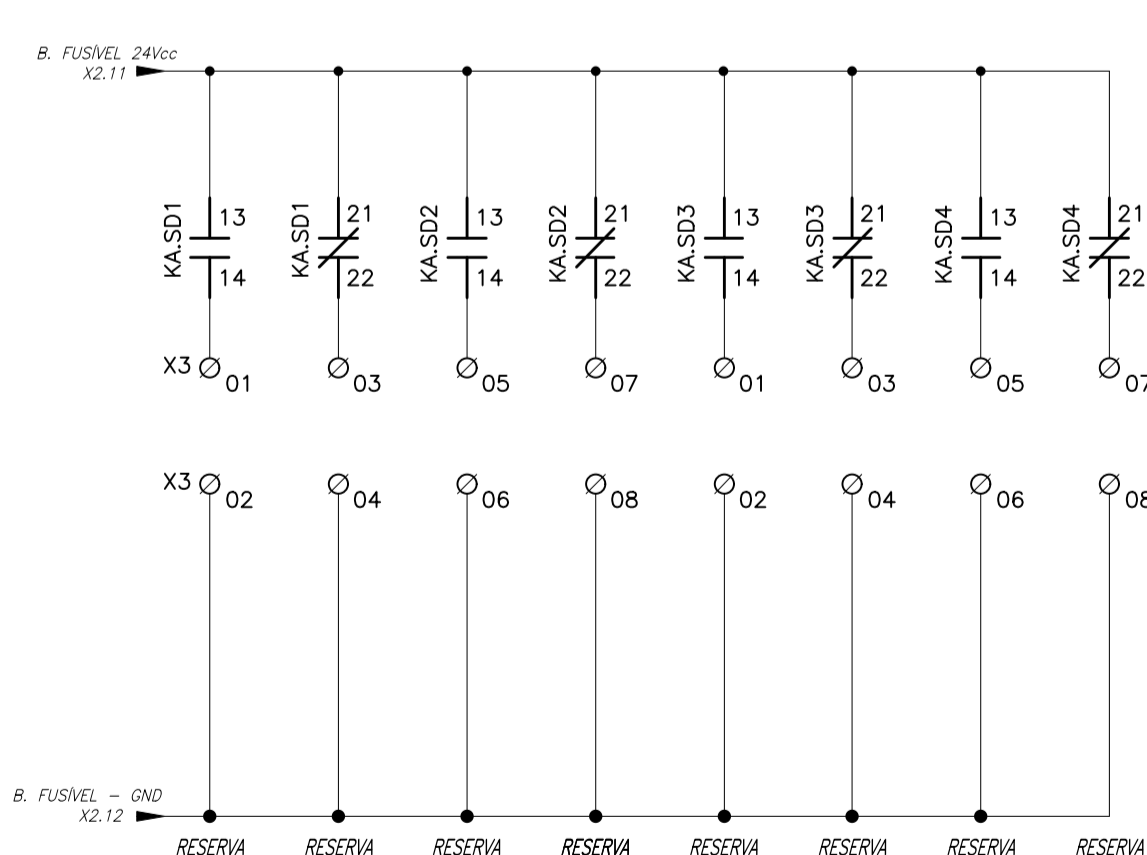 B. FUSÍVEL 24Vcc
X2.11
KA.SD1 13 KA.SD1 21 KA.SD2 13 KA.SD2 21 KA.SD3 13 KA.SD3 21 KA.SD4 13 KA.SD4 21
14 22 14 22 14 22 14 22
X3 01 03 05 07 01 03 05 07
X3 02 04 06 08 02 04 06 08
B. FUSÍVEL - GND
X2.12
RESERVA RESERVA RESERVA RESERVA RESERVA RESERVA RESERVA RESERVA